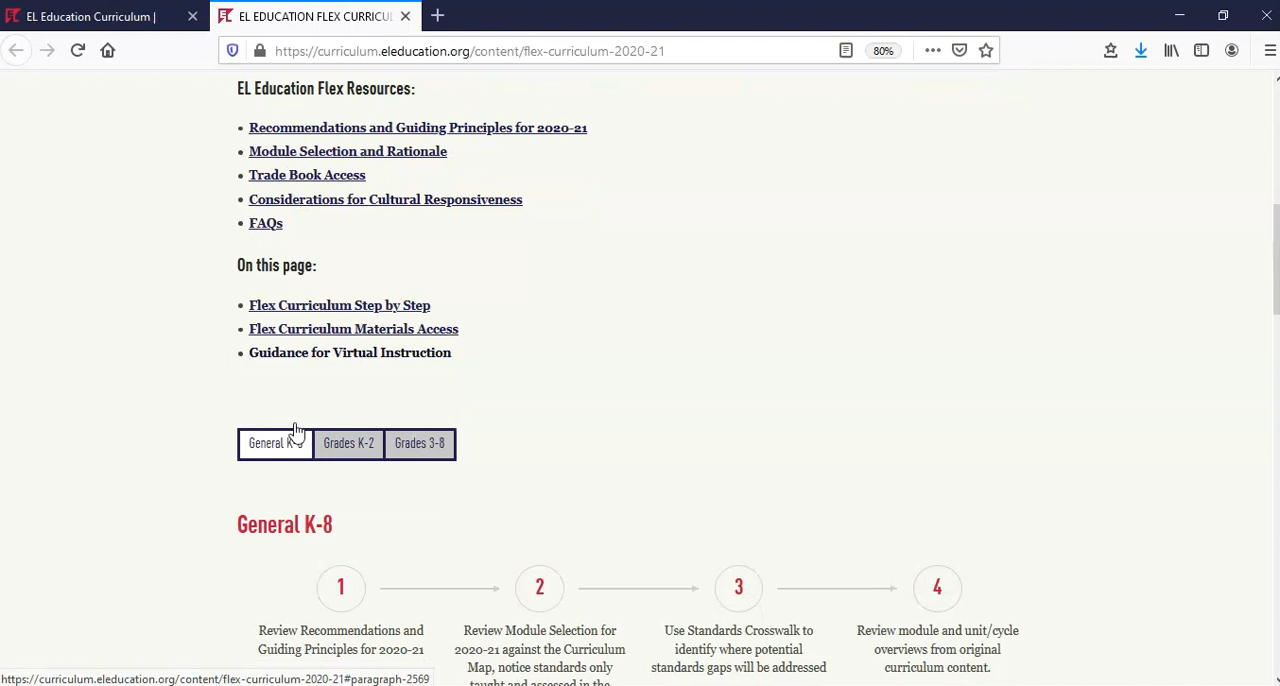 EL Education Curriculum |
EL EDUCATION FLEX CURRICU
https://curriculum.eleducation.org/content/flex-curriculum-2020-21
80%
EL Education Flex Resources:
• Recommendations and Guiding Principles for 2020-21
• Module Selection and Rationale
• Trade Book Access
• Considerations for Cultural Responsiveness
• FAQs
On this page:
• Flex Curriculum Step by Step
• Flex Curriculum Materials Access
• Guidance for Virtual Instruction
General K-8 Grades K-2 Grades 3-8
General K-8
1 2 3 4
Review Recommendations and
Guiding Principles for 2020-21
Review Module Selection for
2020-21 against the Curriculum
Map, notice standards only
taught and assessed in the
Use Standards Crosswalk to
identify where potential
standards gaps will be addressed
Review module and unit/cycle
overviews from original
curriculum content.
https://curriculum.eleducation.org/content/flex-curriculum-2020-21#paragraph-2569